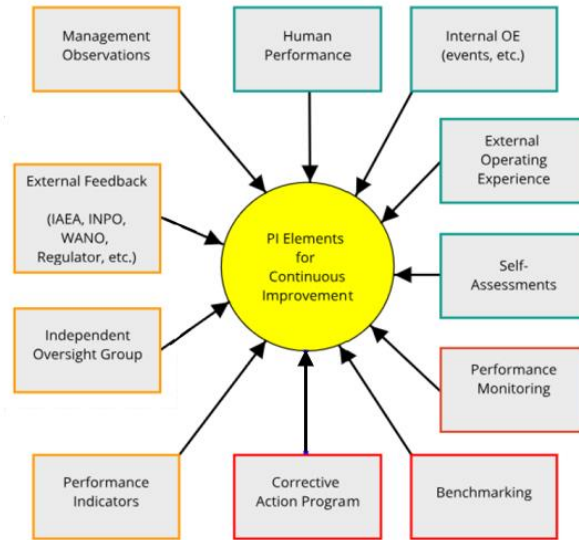 Management
Observations
Human
Performance
Internal OE
(events, etc.)
External
Operating
Experience
External Feedback
(IAEA, INPO,
WANO,
Regulator, etc.)
PI Elements
for
Continuous
Improvement
Self-
Assessments
Independent
Oversight Group
Performance
Monitoring
Performance
Indicators
Corrective
Action Program
Benchmarking